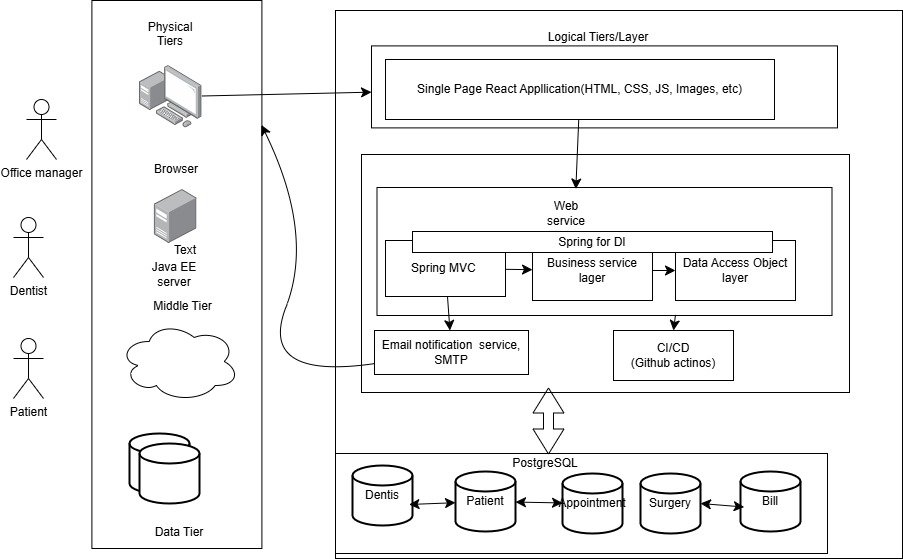 Physical
Tiers
Logical Tiers/Layer
Single Page React Appllication(HTML, CSS, JS, Images, etc)
Office manager
Browser
Web
service
Spring for DI
Text
Java EE
server
Spring MVC
Business service
lager
Data Access Object
layer
Dentist
Middle Tier
Email notification service,
SMTP
CI/CD
(Github actinos)
Patient
PostgreSQL
Dentis
Patient
Appointment
Surgery
Bill
Data Tier